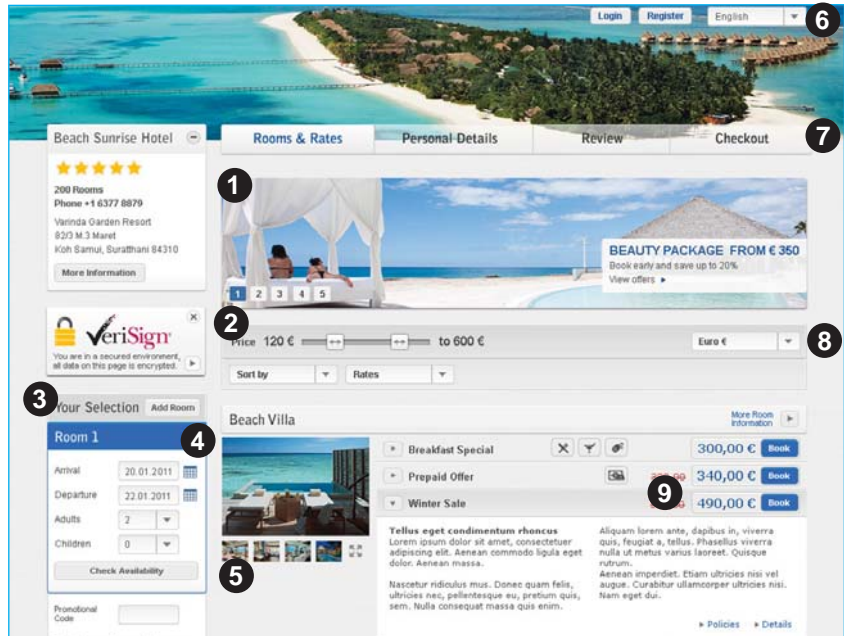 Login Register English
6
Beach Sunrise Hotel
Rooms & Rates Personal Details Review Checkout
7
200 Rooms
Phone +1 6377 8879
Varinda Garden Resort
82/3 M.3 Maret
Koh Samui, Suratthani 84310
More Information
1
BEAUTY PACKAGE FROM € 350
Book early and save up to 20%
View offers
1 2 3 4 5
VeriSign
You are in a secured environment,
all data on this page is encrypted.
2
Price 120 € to 600 €
Euro €
8
Sort by Rates
3
Your Selection Add Room
Room 1
4
Arrival 20.01.2011
Departure 22.01.2011
Adults 2
Children 0
Check Availability
Promotional
Code
Beach Villa
More Room
Information
Breakfast Special 300,00 € Book
Prepaid Offer 340,00 € Book
9
Winter Sale 490,00 € Book
5
Tellus eget condimentum rhoncus
Lorem ipsum dolor sit amet, consectetuer
adipiscing elit. Aenean commodo ligula eget
dolor. Aenean massa.
Nascetur ridiculus mus. Donec quam felis,
ultricies nec, pellentesque eu, pretium quis,
sem. Nulla consequat massa quis enim.
Aliquam lorem ante, dapibus in, viverra
quis, feugiat a, tellus. Phasellus viverra
nulla ut metus varius laoreet. Quisque
rutrum.
Aenean imperdiet. Etiam ultricies nisi vel
augue. Curabitur ullamcorper ultricies nisi.
Nam eget dui.
Policies Details